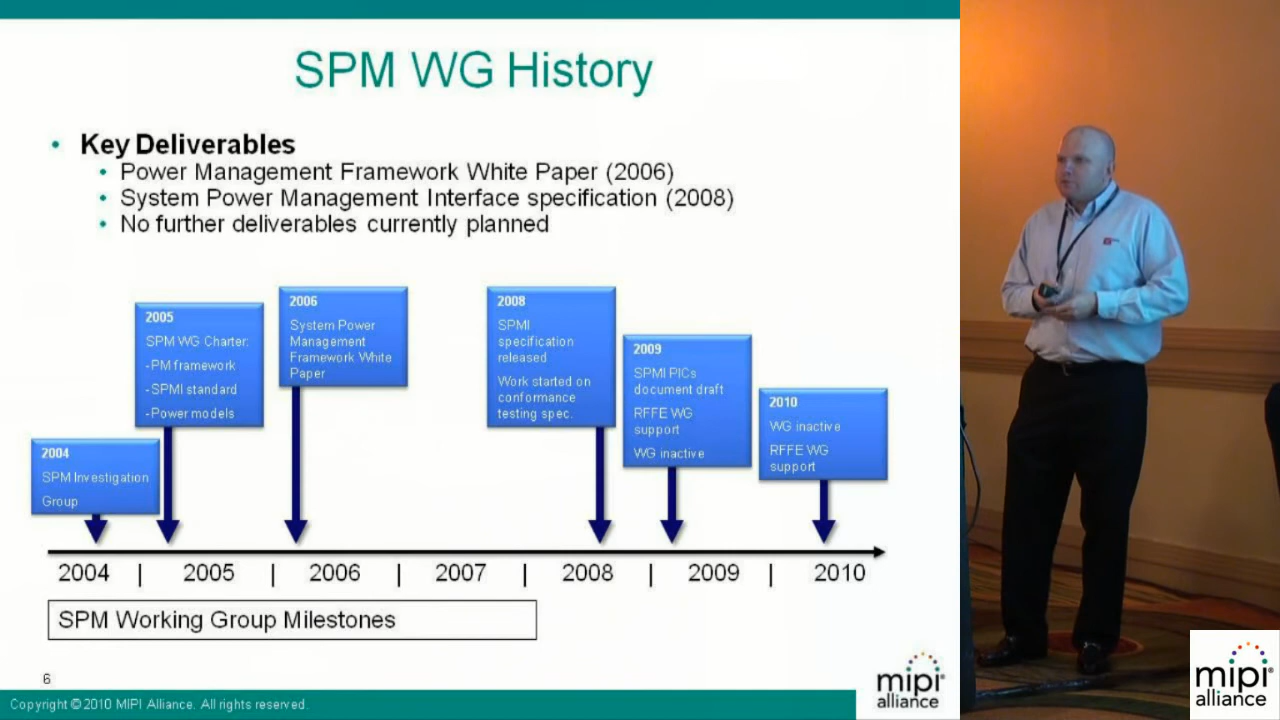 SPM WG History
• Key Deliverables
• Power Management Framework White Paper (2006)
• System Power Management Interface specification (2008)
• No further deliverables currently planned
2004
SPM Investigation
Group
2005
SPM WG Charter:
-PM framework
-SPMI standard
-Power models
2006
System Power
Management
Framework White
Paper
2008
SPMI
specification
released
Work started on
conformance
testing spec.
2009
SPMI PICs
document draft
RFFE WG
support
WG inactive
2010
WG inactive
RFFE WG
support
2004 | 2005 | 2006 | 2007 | 2008 | 2009 | 2010
SPM Working Group Milestones
6
Copyright © 2010 MIPI Alliance. All rights reserved.
mipi
alliance
mipi®
alliance